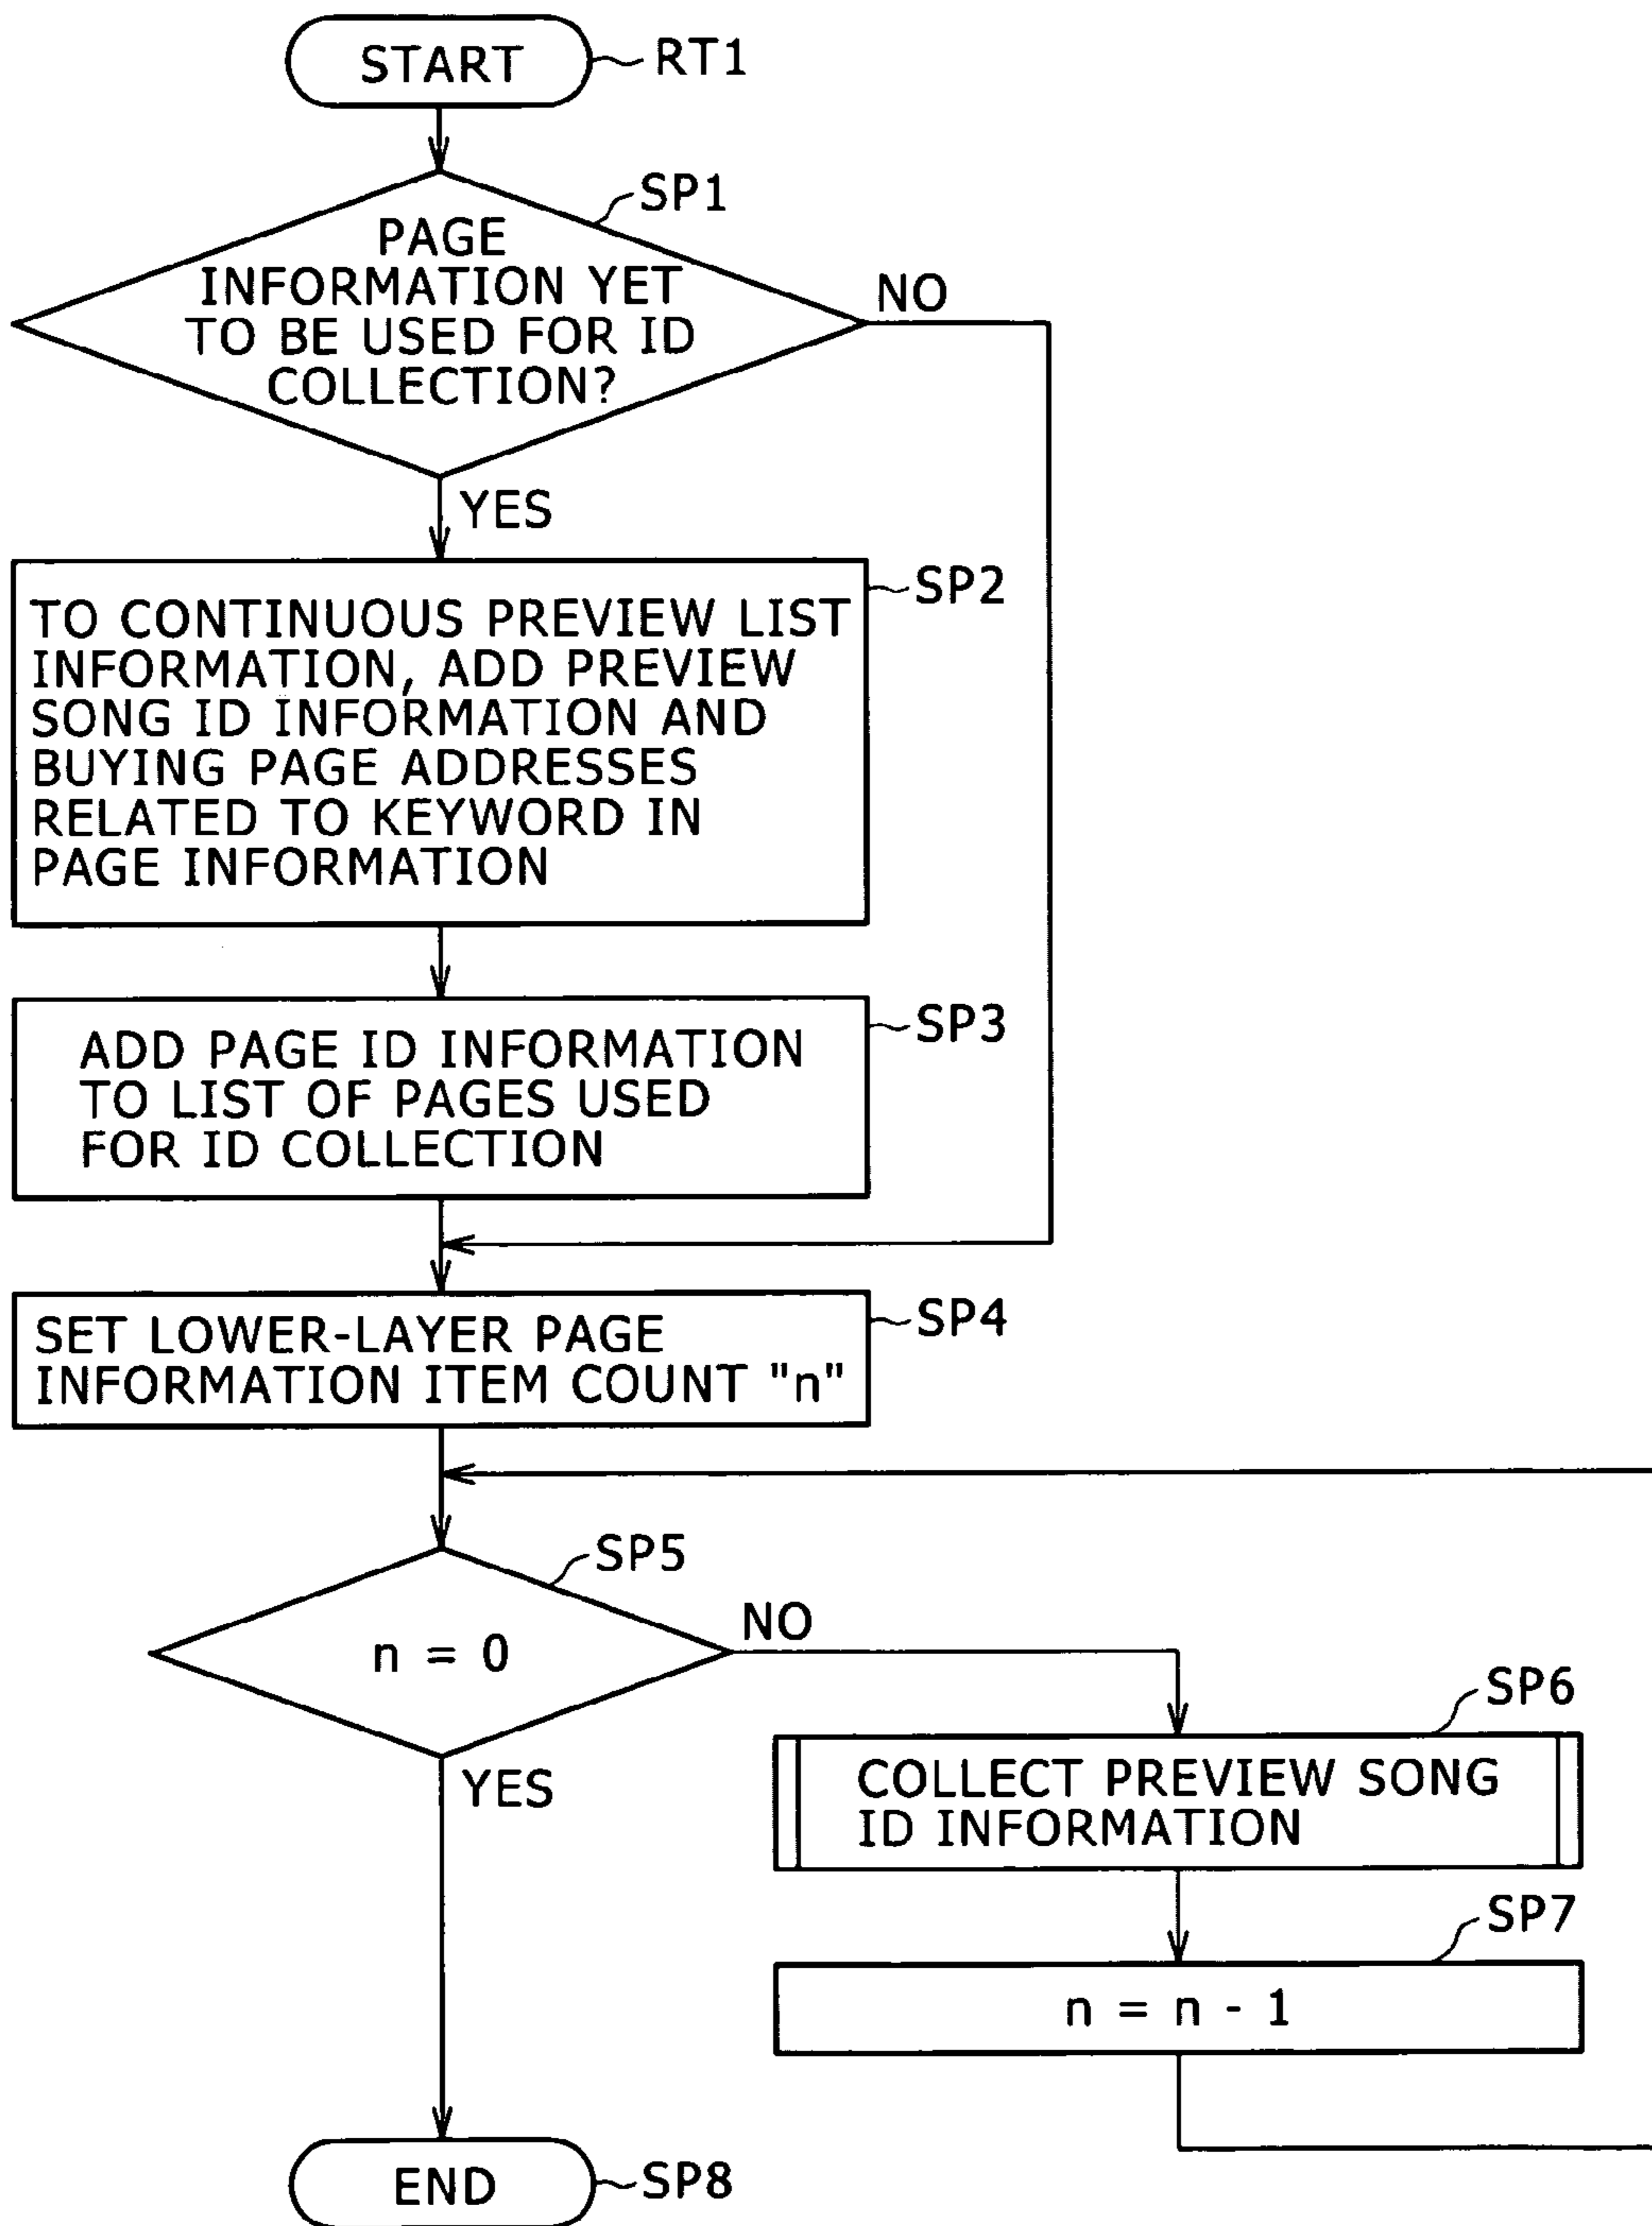 START
RT1
SP1
PAGE
INFORMATION YET
TO BE USED FOR ID
COLLECTION?
NO
YES
SP2
TO CONTINUOUS PREVIEW LIST
INFORMATION, ADD PREVIEW
SONG ID INFORMATION AND
BUYING PAGE ADDRESSES
RELATED TO KEYWORD IN
PAGE INFORMATION
SP3
ADD PAGE ID INFORMATION
TO LIST OF PAGES USED
FOR ID COLLECTION
SP4
SET LOWER-LAYER PAGE
INFORMATION ITEM COUNT "n"
SP5
n = 0
NO
YES
SP6
COLLECT PREVIEW SONG
ID INFORMATION
SP7
n = n - 1
END
SP8